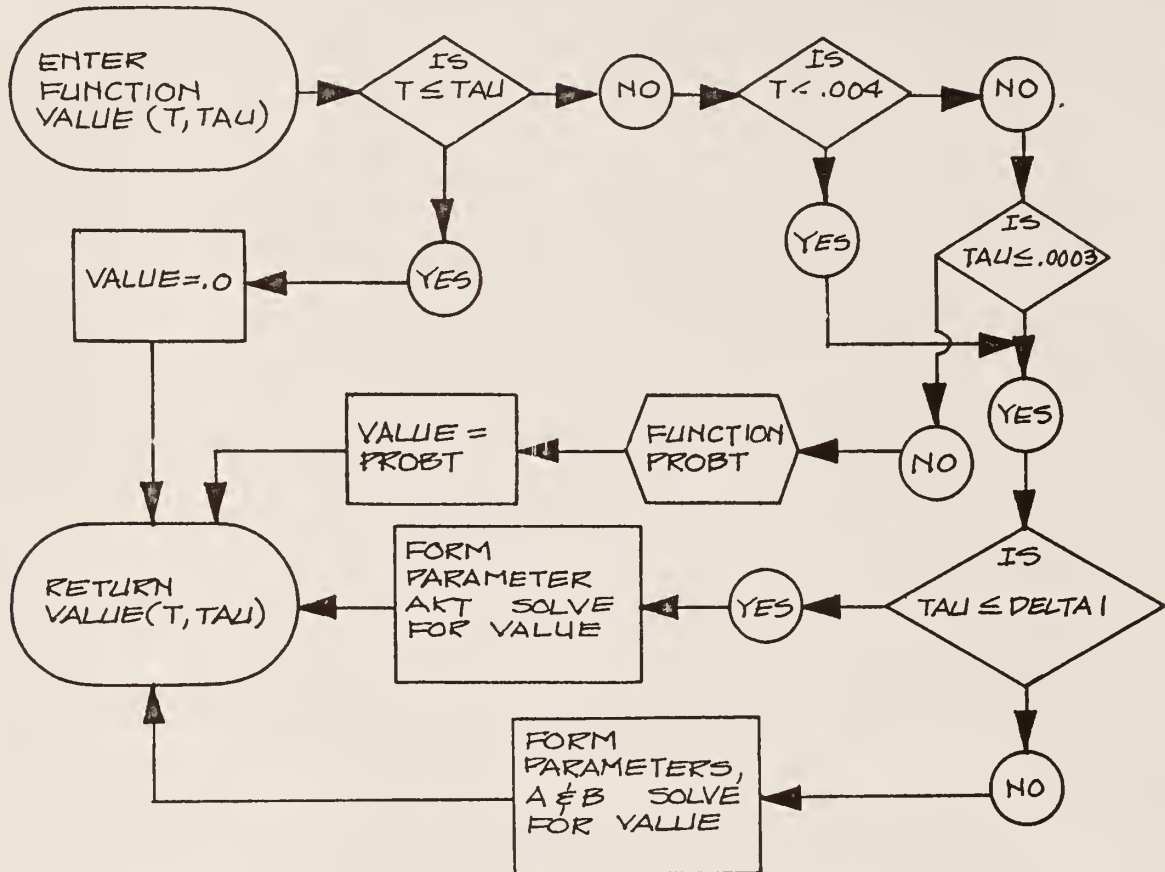 ENTER
FUNCTION
VALUE (T, TAU)
IS
T ≤ TAU
NO
IS
T < .004
NO
YES
YES
IS
TAU ≤ .0003
VALUE = .0
YES
VALUE =
PROBT
FUNCTION
PROBT
NO
RETURN
VALUE(T, TAU)
FORM
PARAMETER
AKT SOLVE
FOR VALUE
YES
IS
TAU ≤ DELTA 1
FORM
PARAMETERS,
A & B SOLVE
FOR VALUE
NO